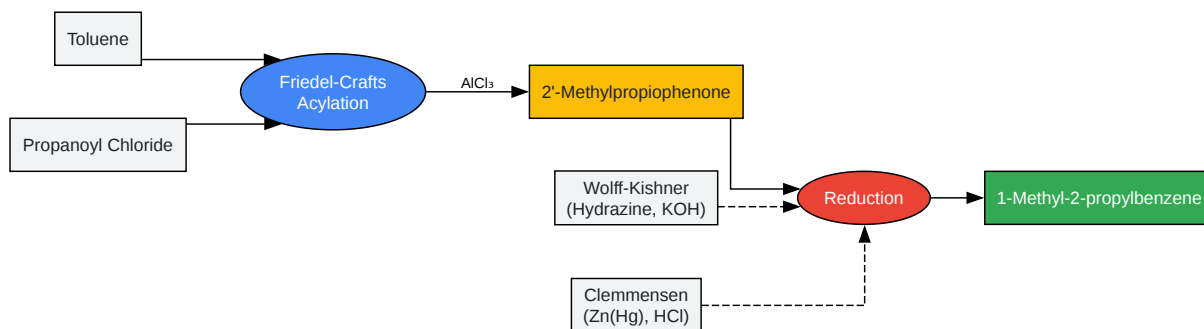 Toluene
Propanoyl Chloride
Friedel-Crafts
Acylation
AlCl₃
2'-Methylpropiophenone
Wolff-Kishner
(Hydrazine, KOH)
Clemmensen
(Zn(Hg), HCl)
Reduction
1-Methyl-2-propylbenzene